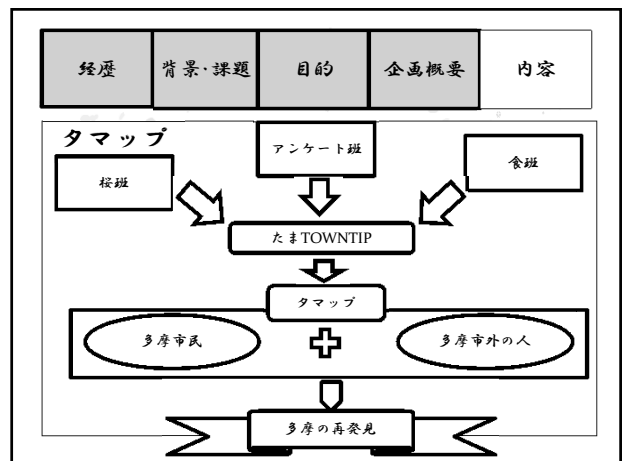 経歴
背景・課題
目的
企画概要
内容
タマップ
アンケート班
桜班
食班
たまTOWNTIP
タマップ
多摩市民
多摩市外の人
多摩の再発見